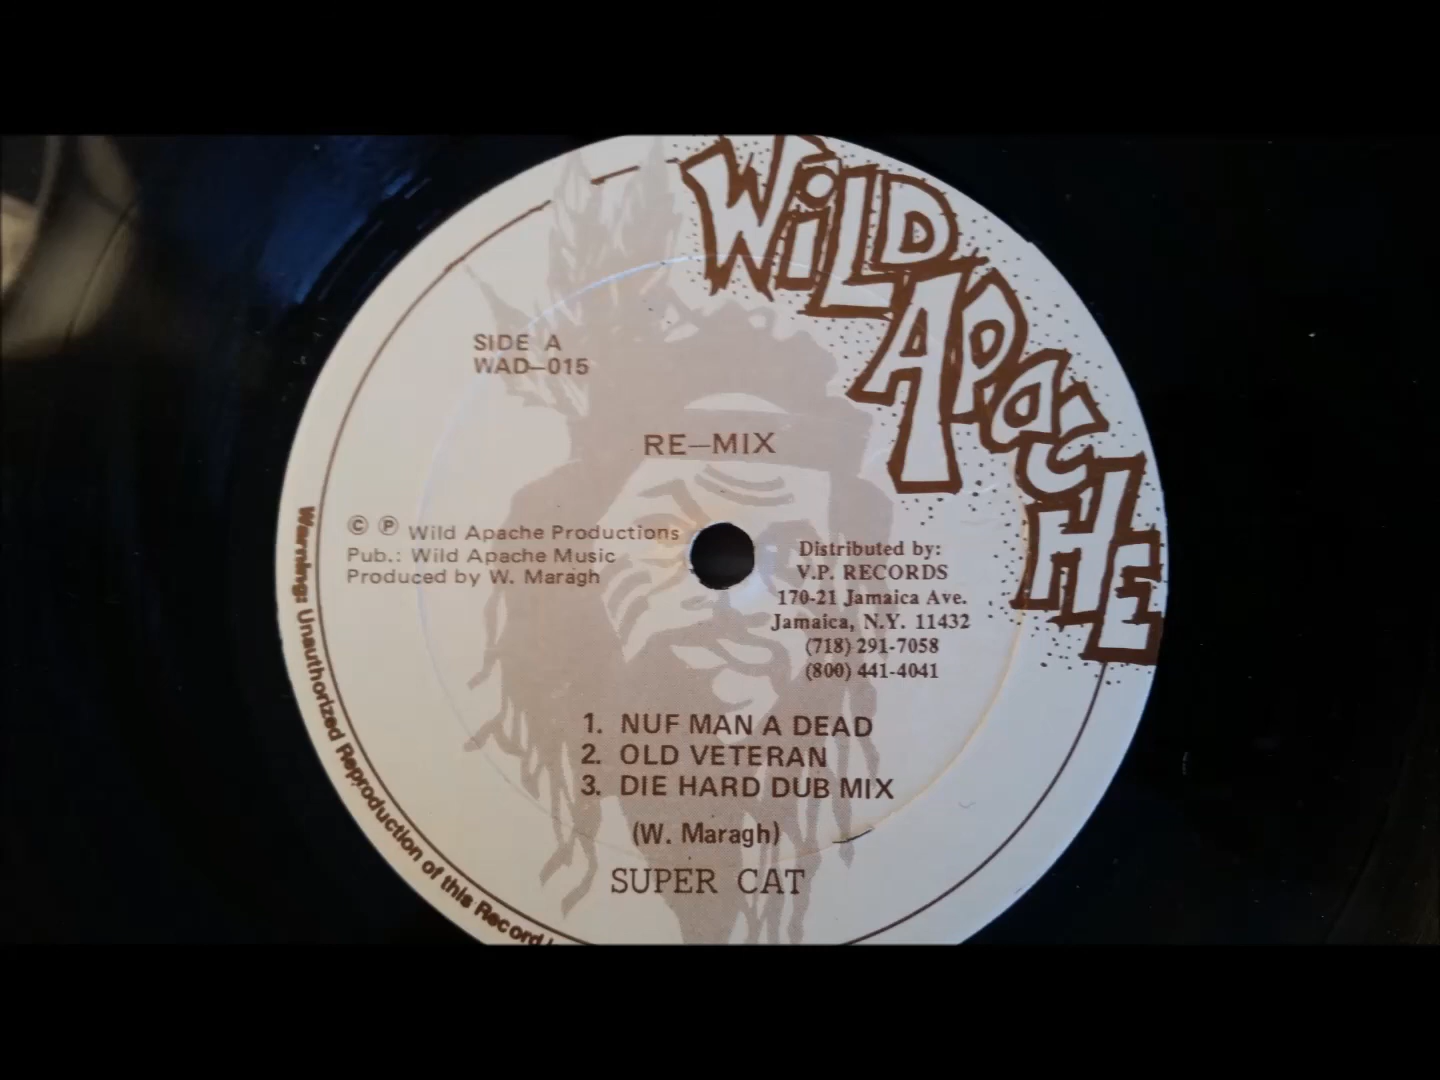 WiLD
APaCHE
SIDE A
WAD—015
RE—MIX
© ℗ Wild Apache Productions
Pub.: Wild Apache Music
Produced by W. Maragh
Distributed by:
V.P. RECORDS
170-21 Jamaica Ave.
Jamaica, N.Y. 11432
(718) 291-7058
(800) 441-4041
1. NUF MAN A DEAD
2. OLD VETERAN
3. DIE HARD DUB MIX
(W. Maragh)
SUPER CAT
Warning: Unauthorized Reproduction of this Record